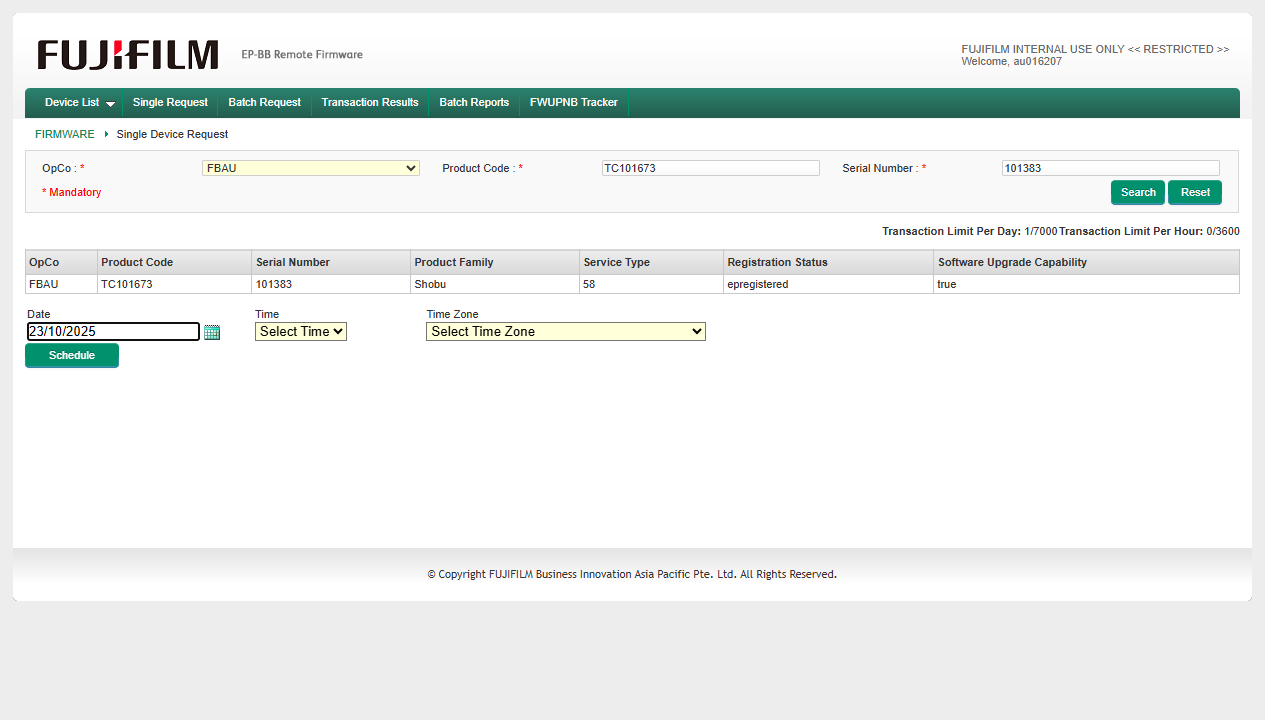 FUJIFILM
EP-BB Remote Firmware
FUJIFILM INTERNAL USE ONLY << RESTRICTED >>
Welcome, au016207
Device List Single Request Batch Request Transaction Results Batch Reports FWUPNB Tracker
FIRMWARE Single Device Request
OpCo : * FBAU Product Code : * TC101673 Serial Number : * 101383
* Mandatory Search Reset
Transaction Limit Per Day: 1/7000 Transaction Limit Per Hour: 0/3600
OpCo Product Code Serial Number Product Family Service Type Registration Status Software Upgrade Capability
FBAU TC101673 101383 Shobu 58 epregistered true
Date Time Time Zone
23/10/2025 Select Time Select Time Zone
Schedule
© Copyright FUJIFILM Business Innovation Asia Pacific Pte. Ltd. All Rights Reserved.